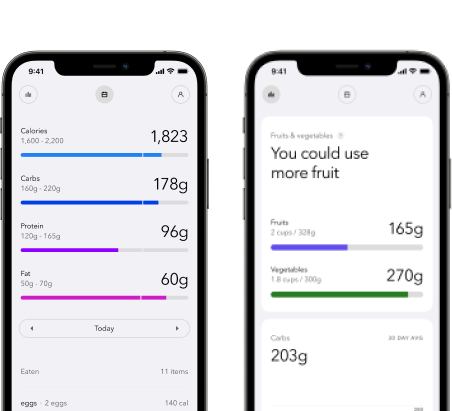 9:41
Calories
1,600 - 2,200
1,823
Carbs
160g - 220g
178g
Protein
120g - 165g
96g
Fat
50g - 70g
60g
Today
Eaten
11 items
eggs - 2 eggs
140 cal
9:41
Fruits & vegetables
You could use
more fruit
Fruits
2 cups / 328g
165g
Vegetables
1.8 cups / 300g
270g
Carbs
30 DAY AVG
203g